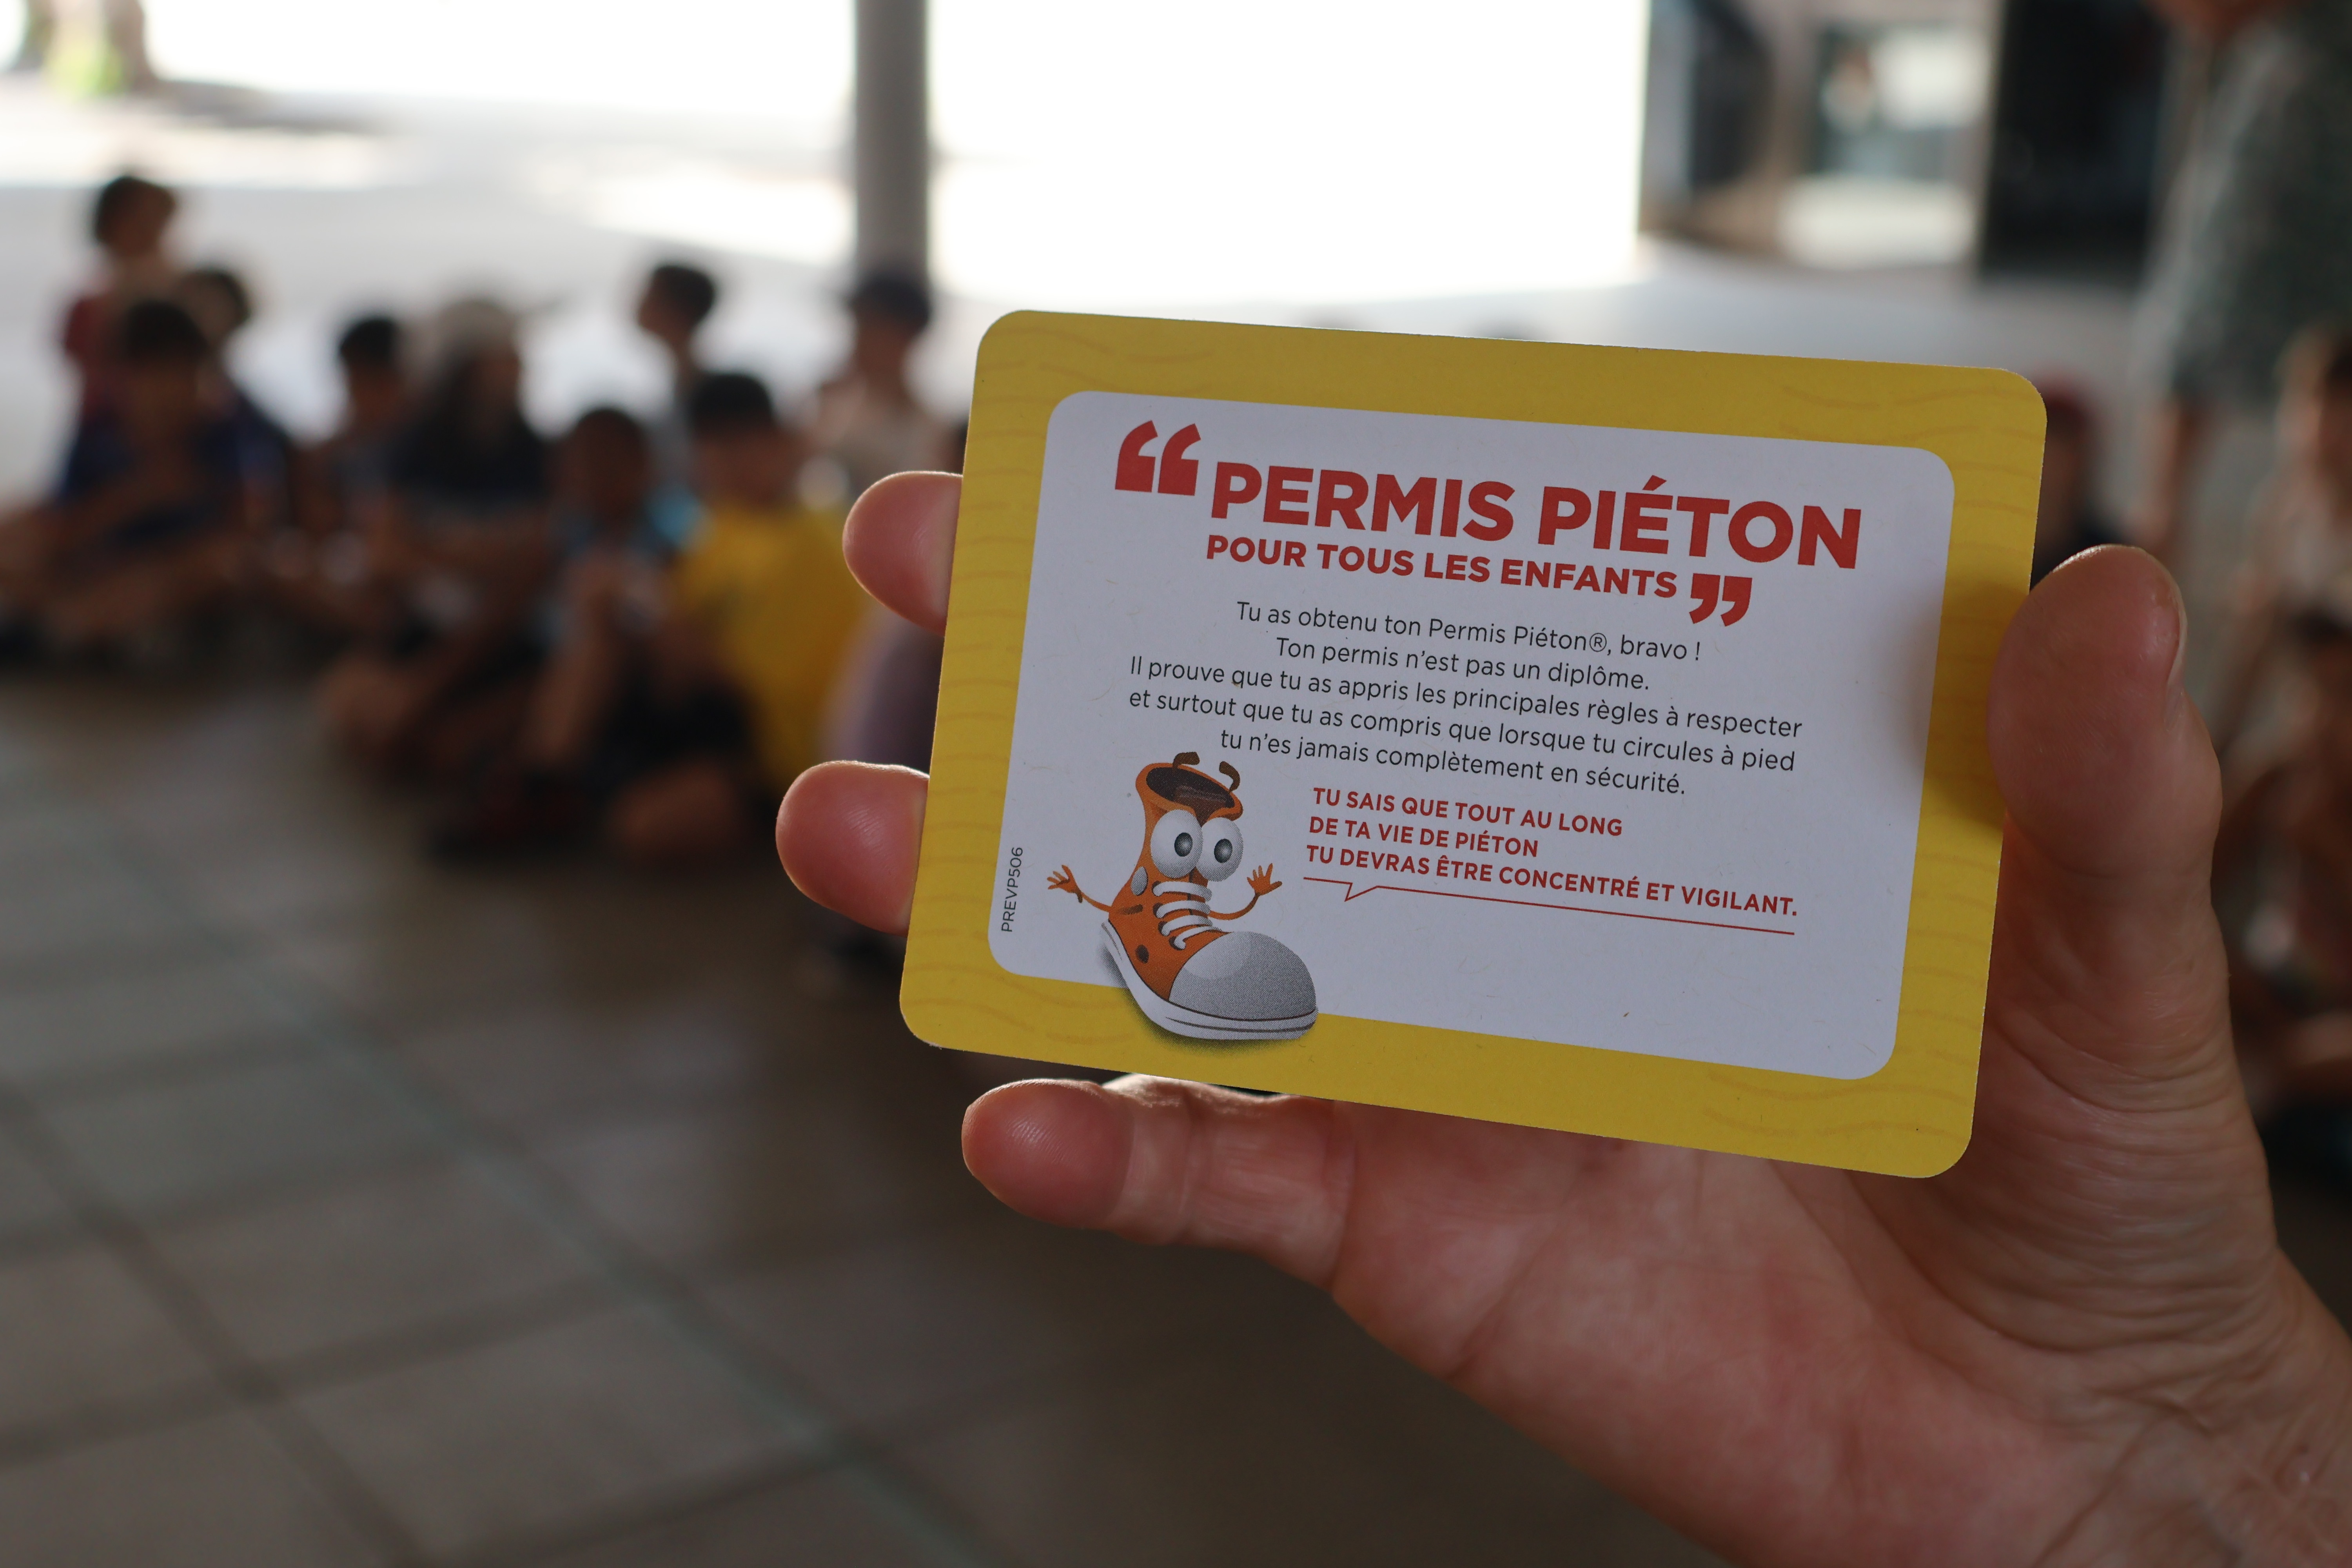 “PERMIS PIÉTON
POUR TOUS LES ENFANTS”
Tu as obtenu ton Permis Piéton®, bravo !
Ton permis n’est pas un diplôme.
Il prouve que tu as appris les principales règles à respecter
et surtout que tu as compris que lorsque tu circules à pied
tu n’es jamais complètement en sécurité.
TU SAIS QUE TOUT AU LONG
DE TA VIE DE PIÉTON
TU DEVRAS ÊTRE CONCENTRÉ ET VIGILANT.
PREVP506